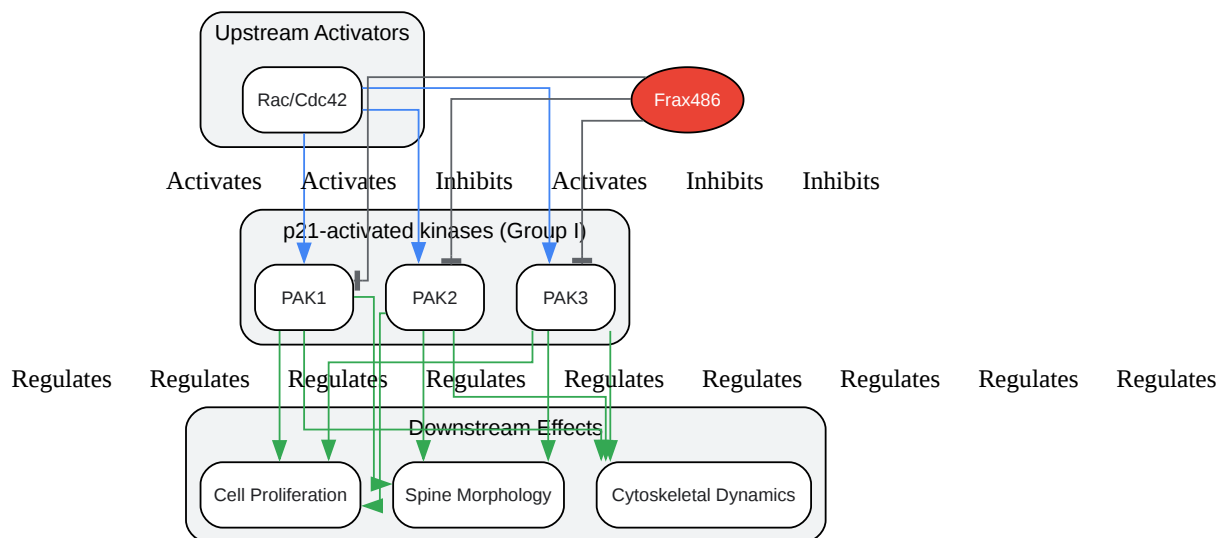 Upstream Activators
Rac/Cdc42
Frax486
Activates Activates Inhibits Activates Inhibits Inhibits
p21-activated kinases (Group I)
PAK1 PAK2 PAK3
Regulates Regulates Regulates Regulates Regulates Regulates Regulates Regulates Regulates
Downstream Effects
Cell Proliferation Spine Morphology Cytoskeletal Dynamics